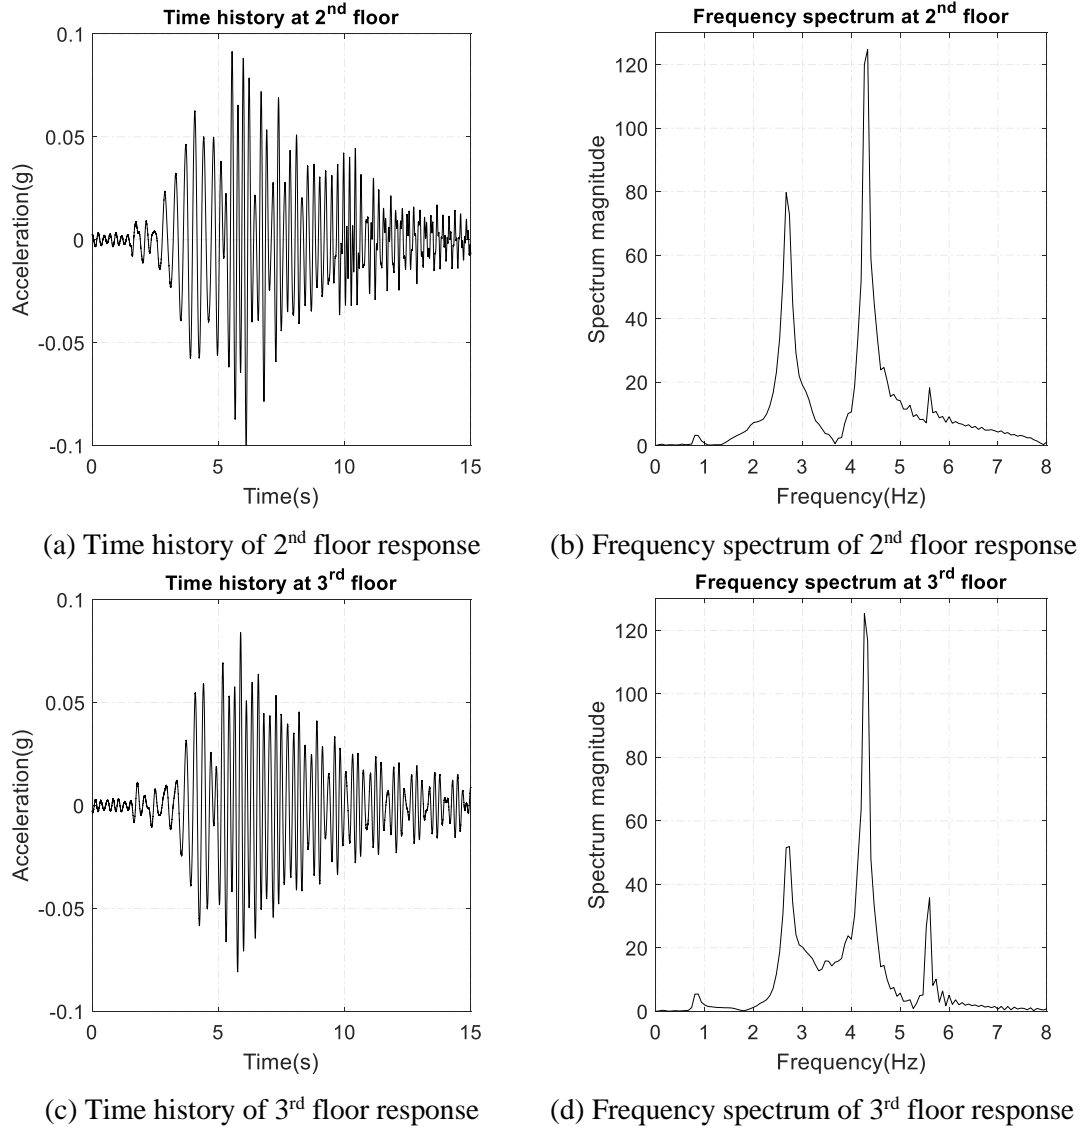 Time history at 2nd floor
0.1
0.05
0
-0.05
-0.1
Acceleration(g)
0 5 10 15
Time(s)
(a) Time history of 2nd floor response
Frequency spectrum at 2nd floor
120
100
80
60
40
20
0
Spectrum magnitude
0 1 2 3 4 5 6 7 8
Frequency(Hz)
(b) Frequency spectrum of 2nd floor response
Time history at 3rd floor
0.1
0.05
0
-0.05
-0.1
Acceleration(g)
0 5 10 15
Time(s)
(c) Time history of 3rd floor response
Frequency spectrum at 3rd floor
120
100
80
60
40
20
0
Spectrum magnitude
0 1 2 3 4 5 6 7 8
Frequency(Hz)
(d) Frequency spectrum of 3rd floor response